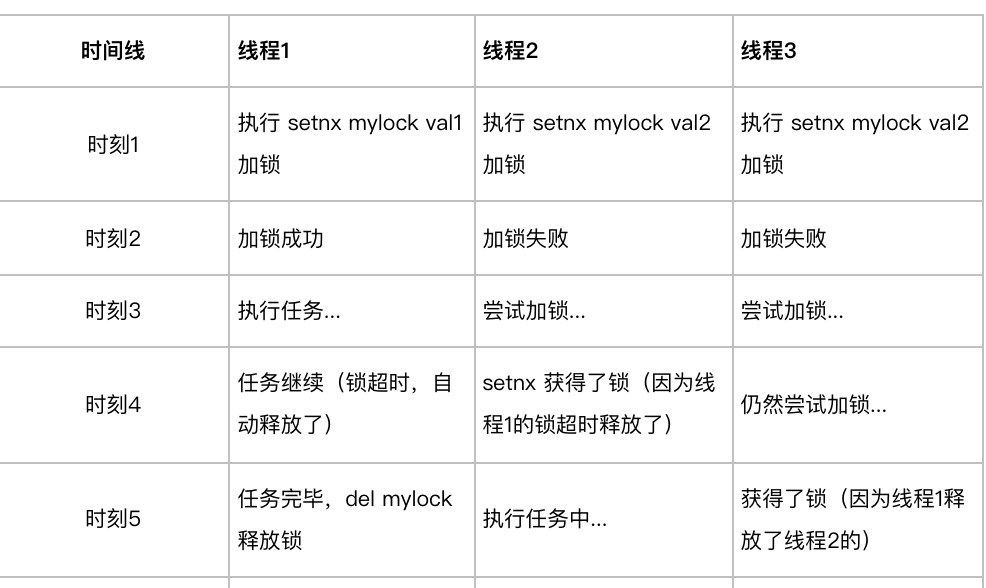 时间线 线程1 线程2 线程3
执行 setnx mylock val1 执行 setnx mylock val2 执行 setnx mylock val2
时刻1
加锁 加锁 加锁
时刻2 加锁成功 加锁失败 加锁失败
时刻3 执行任务... 尝试加锁... 尝试加锁...
任务继续（锁超时，自 setnx 获得了锁（因为线
时刻4 仍然尝试加锁...
动释放了） 程1的锁超时释放了）
任务完毕，del mylock 获得了锁（因为线程1释
时刻5 执行任务中...
释放锁 放了线程2的）